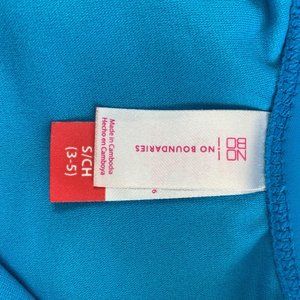 NO
BO
NO BOUNDARIES
Made in Cambodia
Hecho en Camboya
S/CH
(3-5)